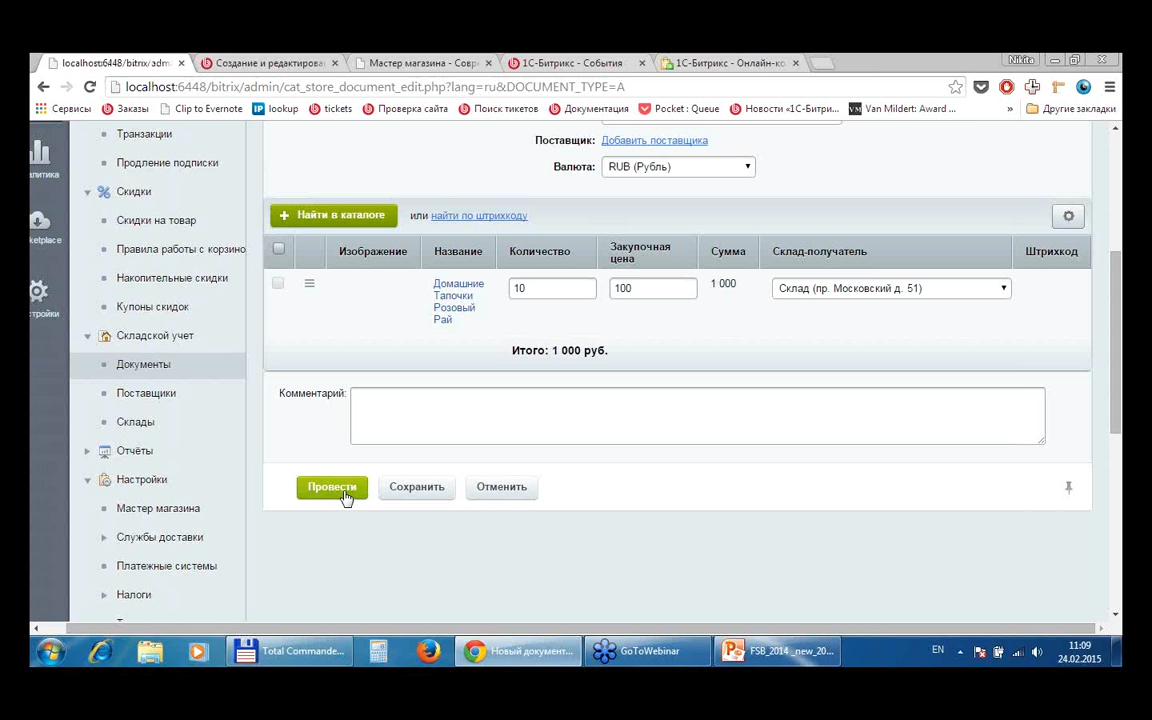 localhost:6448/bitrix/adm
Создание и редактирова
Мастер магазина - Совр
1С-Битрикс - События
1С-Битрикс - Онлайн-ко
Nikita
localhost:6448/bitrix/admin/cat_store_document_edit.php?lang=ru&DOCUMENT_TYPE=A
Сервисы
Заказы
Clip to Evernote
lookup
tickets
Проверка сайта
Поиск тикетов
Документация
Pocket : Queue
Новости «1С-Битри...
Van Mildert: Award ...
»
Другие закладки
алитика
ketplace
стройки
Транзакции
Продление подписки
Скидки
Скидки на товар
Правила работы с корзино
Накопительные скидки
Купоны скидок
Складской учет
Документы
Поставщики
Склады
Отчёты
Настройки
Мастер магазина
Службы доставки
Платежные системы
Налоги
Поставщик: Добавить поставщика
Валюта: RUB (Рубль)
+ Найти в каталоге или найти по штрихкоду
Изображение
Название
Количество
Закупочная
цена
Сумма
Склад-получатель
Штрихкод
Домашние
Тапочки
Розовый
Рай
10
100
1 000
Склад (пр. Московский д. 51)
Итого: 1 000 руб.
Комментарий:
Провести
Сохранить
Отменить
Total Commande...
Новый документ...
GoToWebinar
FSB_2014 _new_20...
EN
11:09
24.02.2015